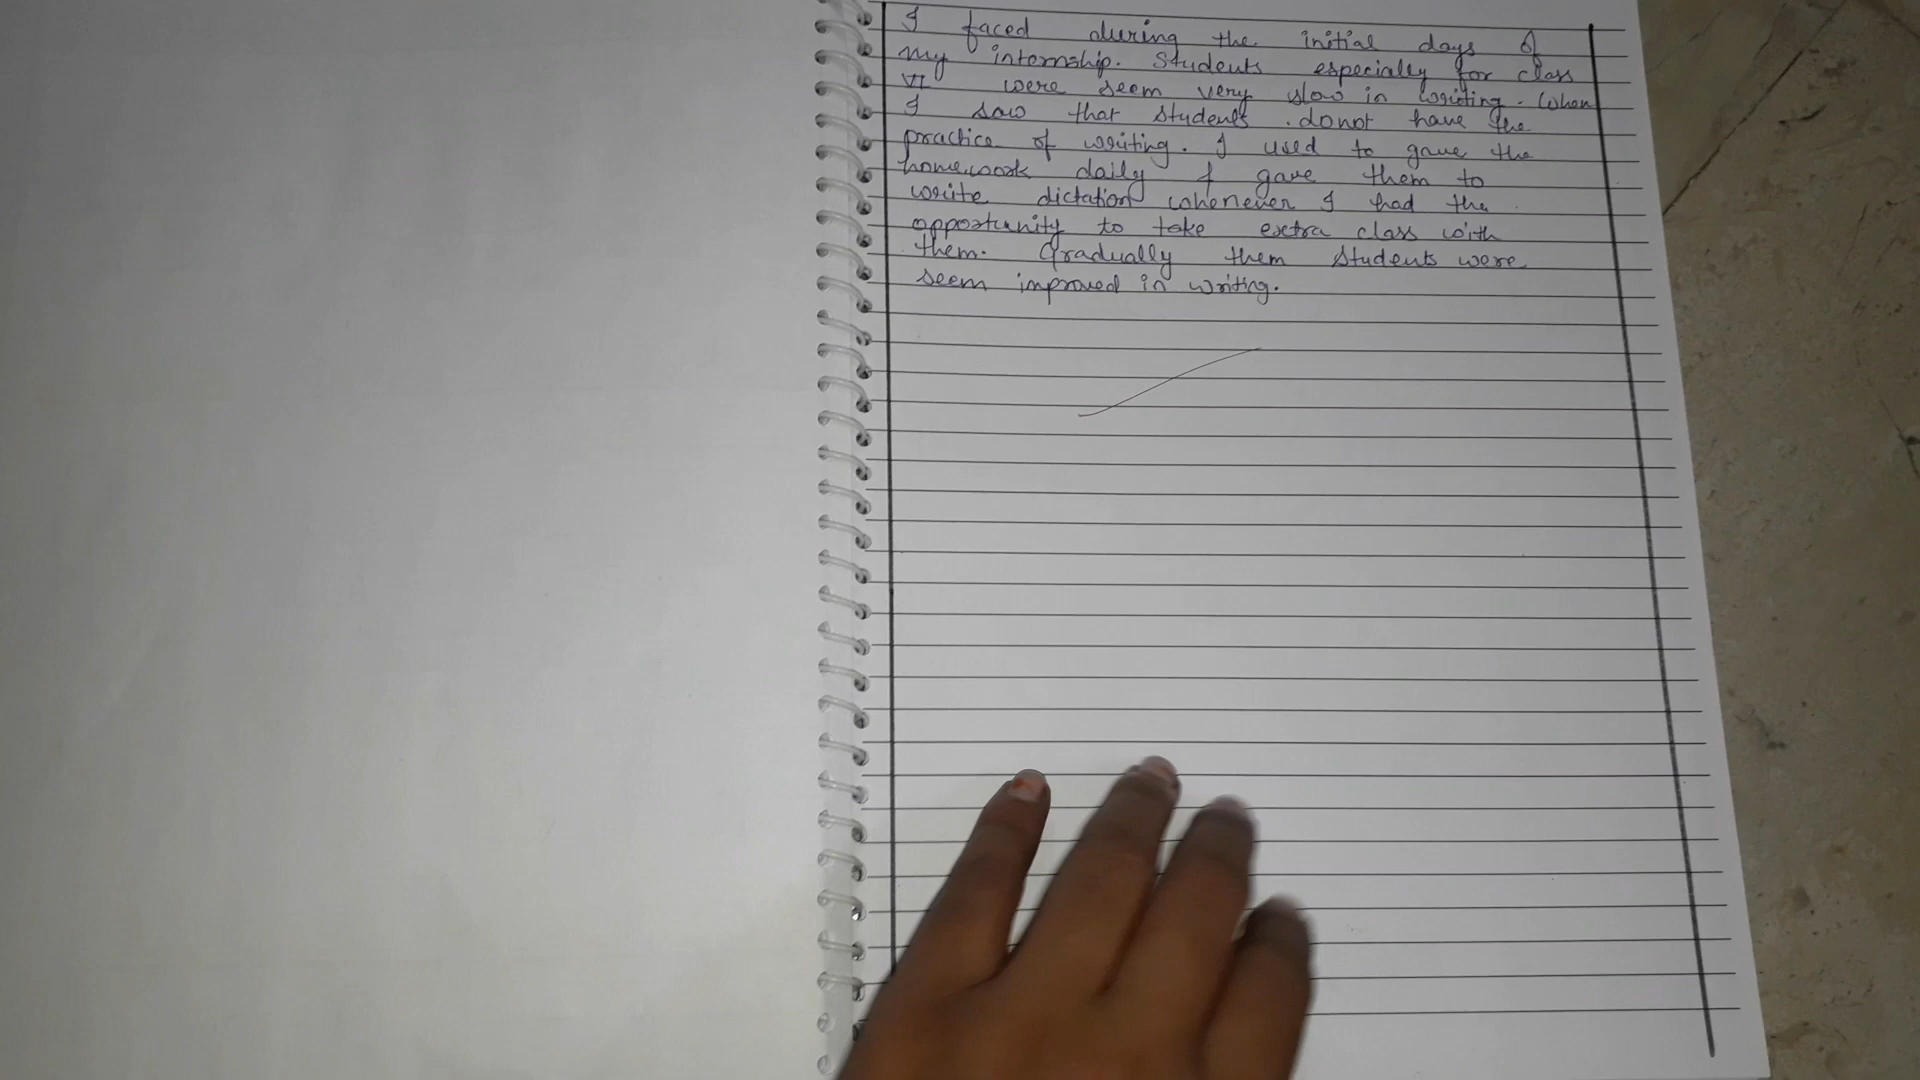 I faced during the initial days of
my internship. Students especially for class
VI were seem very slow in writing. When
I saw that students donot have the
practice of writing. I used to gave the
homework daily & gave them to
write dictation whenever I had the
opportunity to take extra class with
them. Gradually them students were
seem improved in writing.